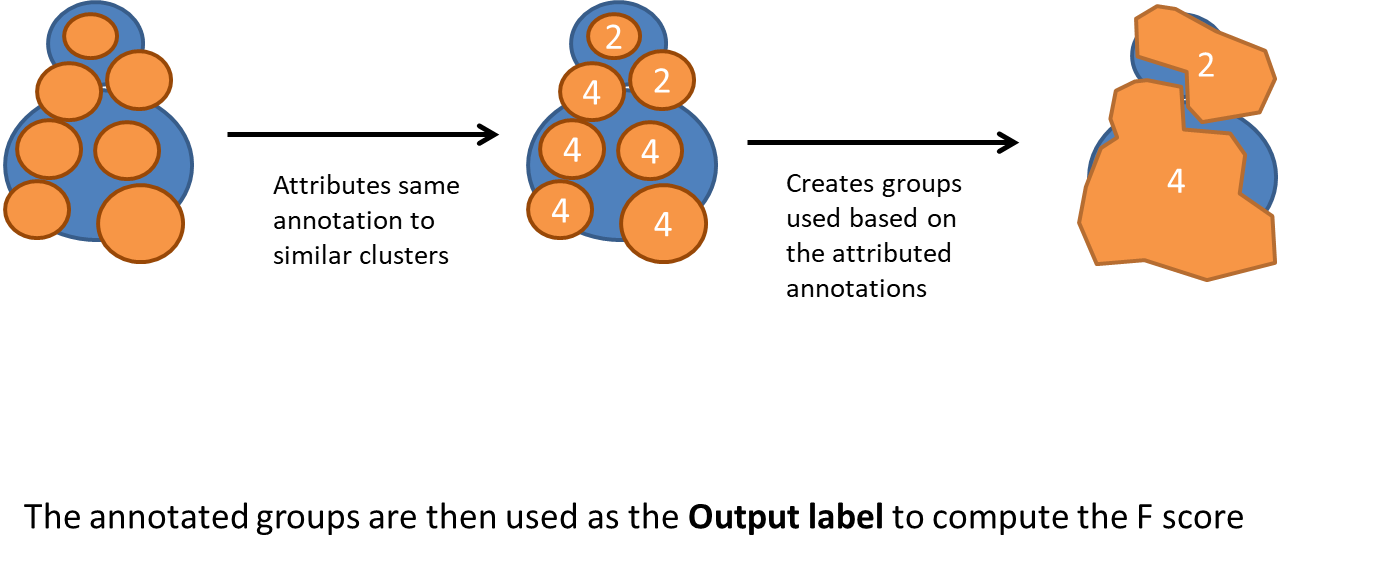 2
4
2
4
4
4
4
Attributes same
annotation to
similar clusters
Creates groups
used based on
the attributed
annotations
2
4
The annotated groups are then used as the Output label to compute the F score